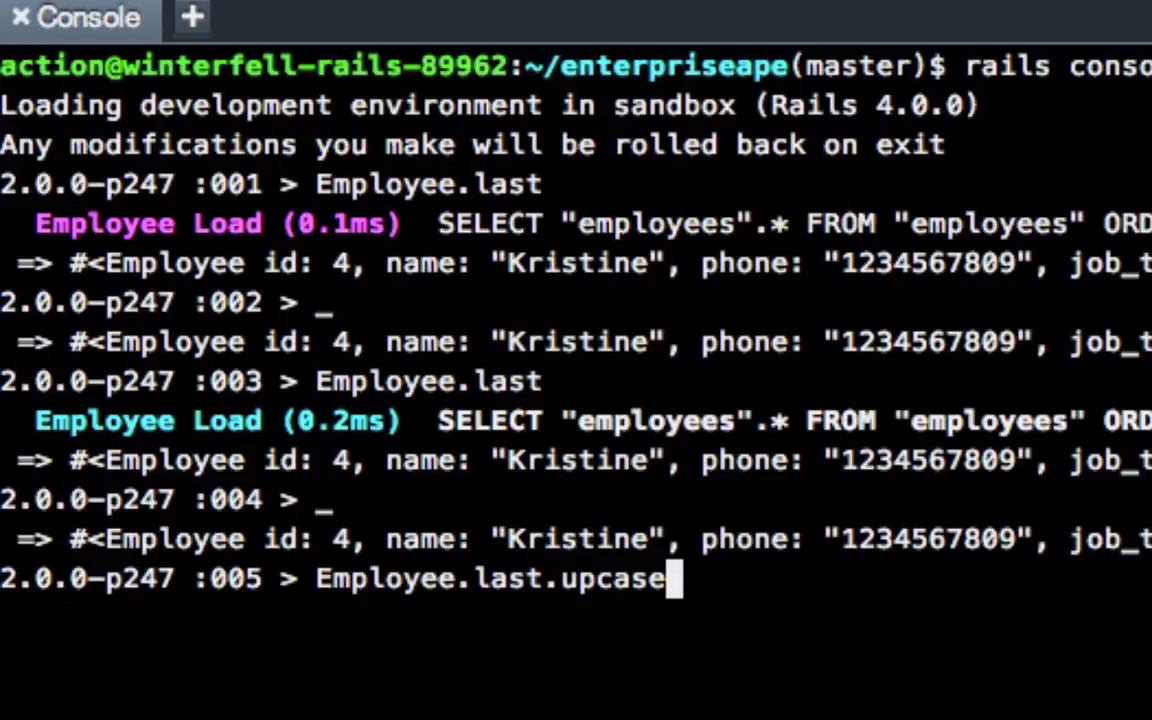 × Console +
action@winterfell-rails-89962:~/enterpriseape(master)$ rails conso
Loading development environment in sandbox (Rails 4.0.0)
Any modifications you make will be rolled back on exit
2.0.0-p247 :001 > Employee.last
Employee Load (0.1ms)  SELECT "employees".* FROM "employees" ORD
=> #<Employee id: 4, name: "Kristine", phone: "1234567809", job_t
2.0.0-p247 :002 > _
=> #<Employee id: 4, name: "Kristine", phone: "1234567809", job_t
2.0.0-p247 :003 > Employee.last
Employee Load (0.2ms)  SELECT "employees".* FROM "employees" ORD
=> #<Employee id: 4, name: "Kristine", phone: "1234567809", job_t
2.0.0-p247 :004 > _
=> #<Employee id: 4, name: "Kristine", phone: "1234567809", job_t
2.0.0-p247 :005 > Employee.last.upcase